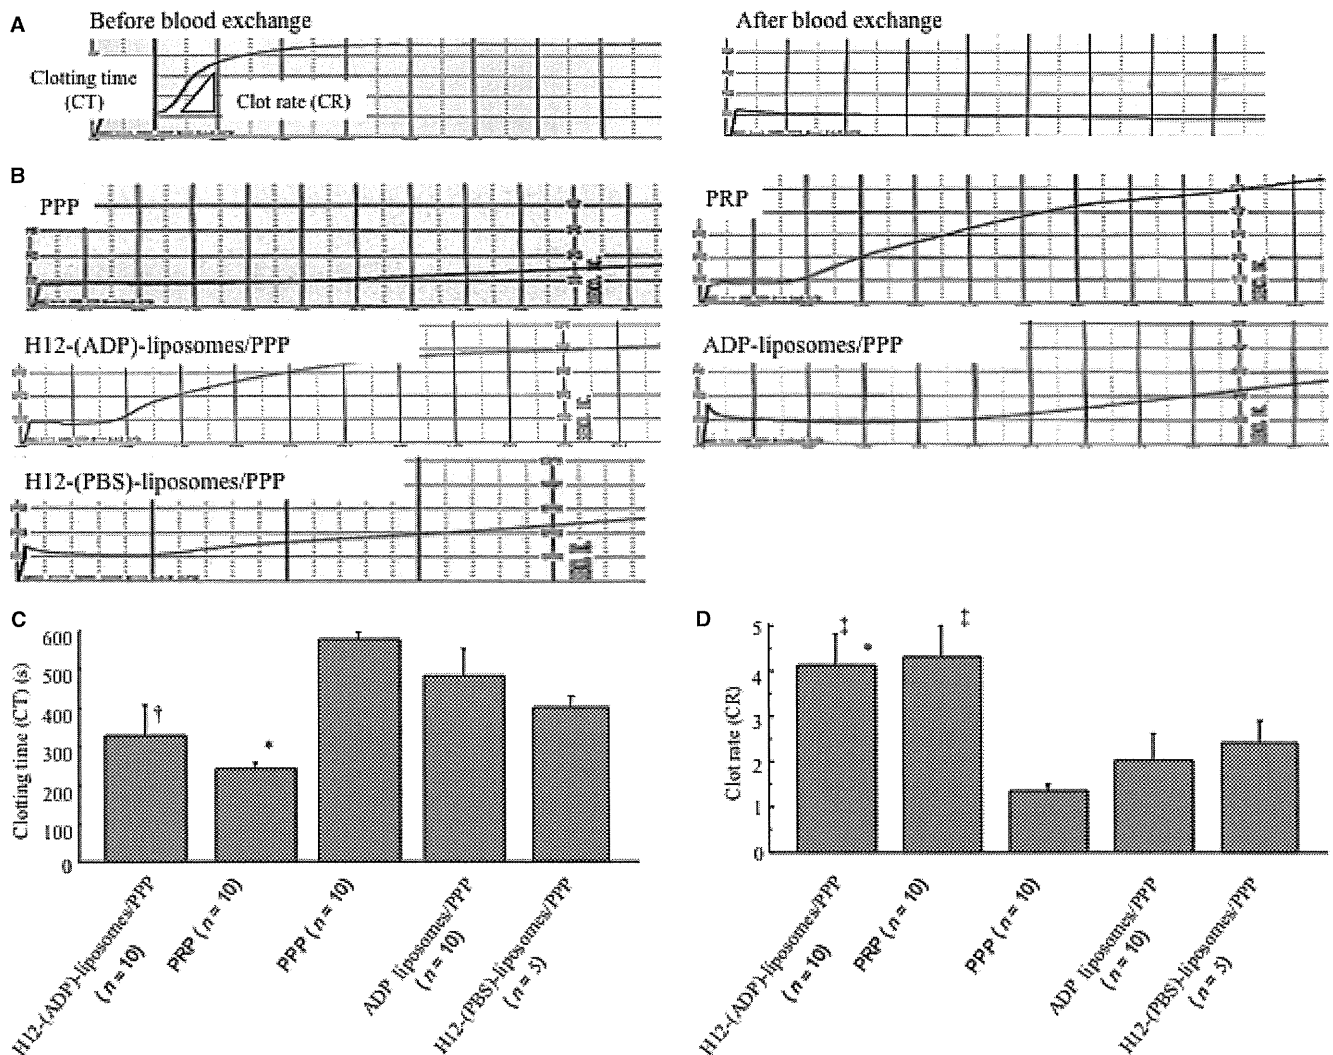 A
Before blood exchange
After blood exchange
Clotting time
(CT)
Clot rate (CR)
B
PPP
PRP
H12-(ADP)-liposomes/PPP
ADP-liposomes/PPP
H12-(PBS)-liposomes/PPP
C
Clotting time (CT) (s)
600
500
400
300
200
100
0
†
*
H12-(ADP)-liposomes/PPP
(n = 10)
PRP (n = 10)
PPP (n = 10)
ADP liposomes/PPP
(n = 10)
H12-(PBS)-liposomes/PPP
(n = 5)
D
Clot rate (CR)
5
4
3
2
1
0
‡
*
‡
H12-(ADP)-liposomes/PPP
(n = 10)
PRP (n = 10)
PPP (n = 10)
ADP liposomes/PPP
(n = 10)
H12-(PBS)-liposomes/PPP
(n = 5)